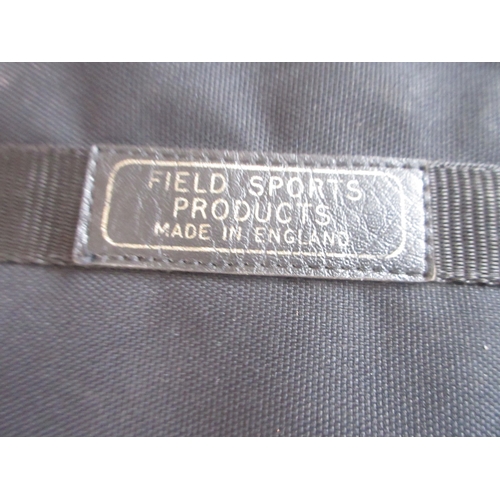 FIELD SPORTS
PRODUCTS
MADE IN ENGLAND